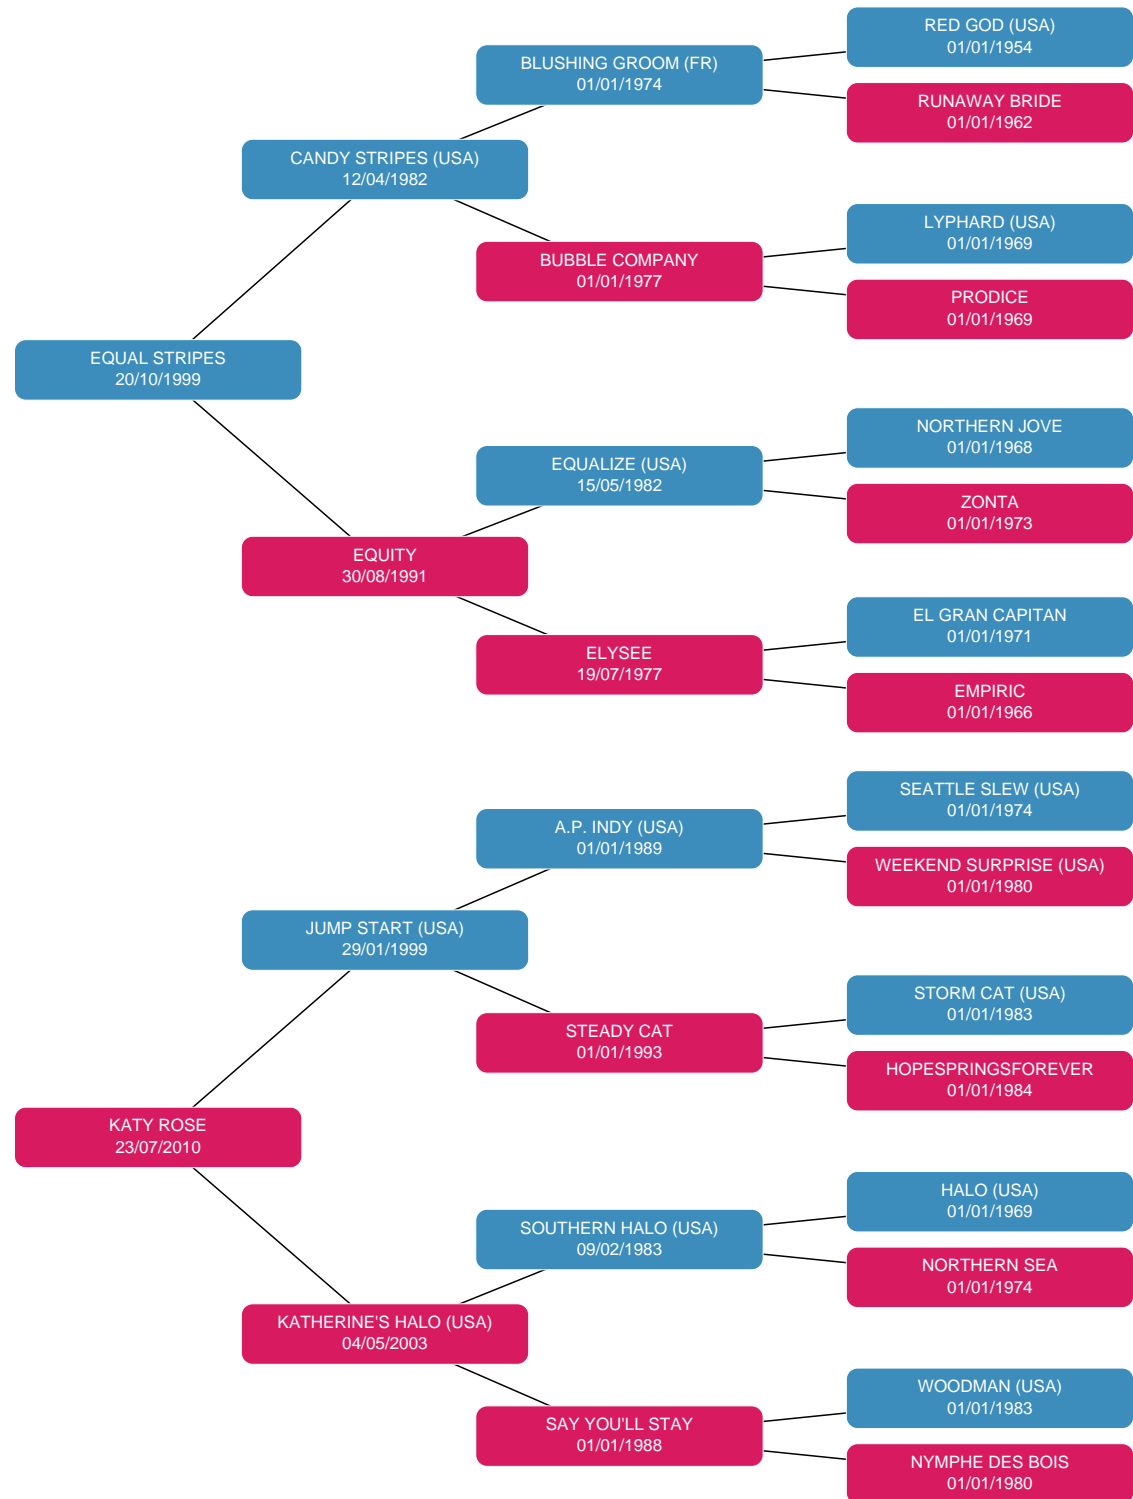 RED GOD (USA)
01/01/1954
BLUSHING GROOM (FR)
01/01/1974
RUNAWAY BRIDE
01/01/1962
CANDY STRIPES (USA)
12/04/1982
LYPHARD (USA)
01/01/1969
BUBBLE COMPANY
01/01/1977
PRODICE
01/01/1969
EQUAL STRIPES
20/10/1999
NORTHERN JOVE
01/01/1968
EQUALIZE (USA)
15/05/1982
ZONTA
01/01/1973
EQUITY
30/08/1991
EL GRAN CAPITAN
01/01/1971
ELYSEE
19/07/1977
EMPIRIC
01/01/1966
SEATTLE SLEW (USA)
01/01/1974
A.P. INDY (USA)
01/01/1989
WEEKEND SURPRISE (USA)
01/01/1980
JUMP START (USA)
29/01/1999
STORM CAT (USA)
01/01/1983
STEADY CAT
01/01/1993
HOPESPRINGSFOREVER
01/01/1984
KATY ROSE
23/07/2010
HALO (USA)
01/01/1969
SOUTHERN HALO (USA)
09/02/1983
NORTHERN SEA
01/01/1974
KATHERINE'S HALO (USA)
04/05/2003
WOODMAN (USA)
01/01/1983
SAY YOU'LL STAY
01/01/1988
NYMPHE DES BOIS
01/01/1980